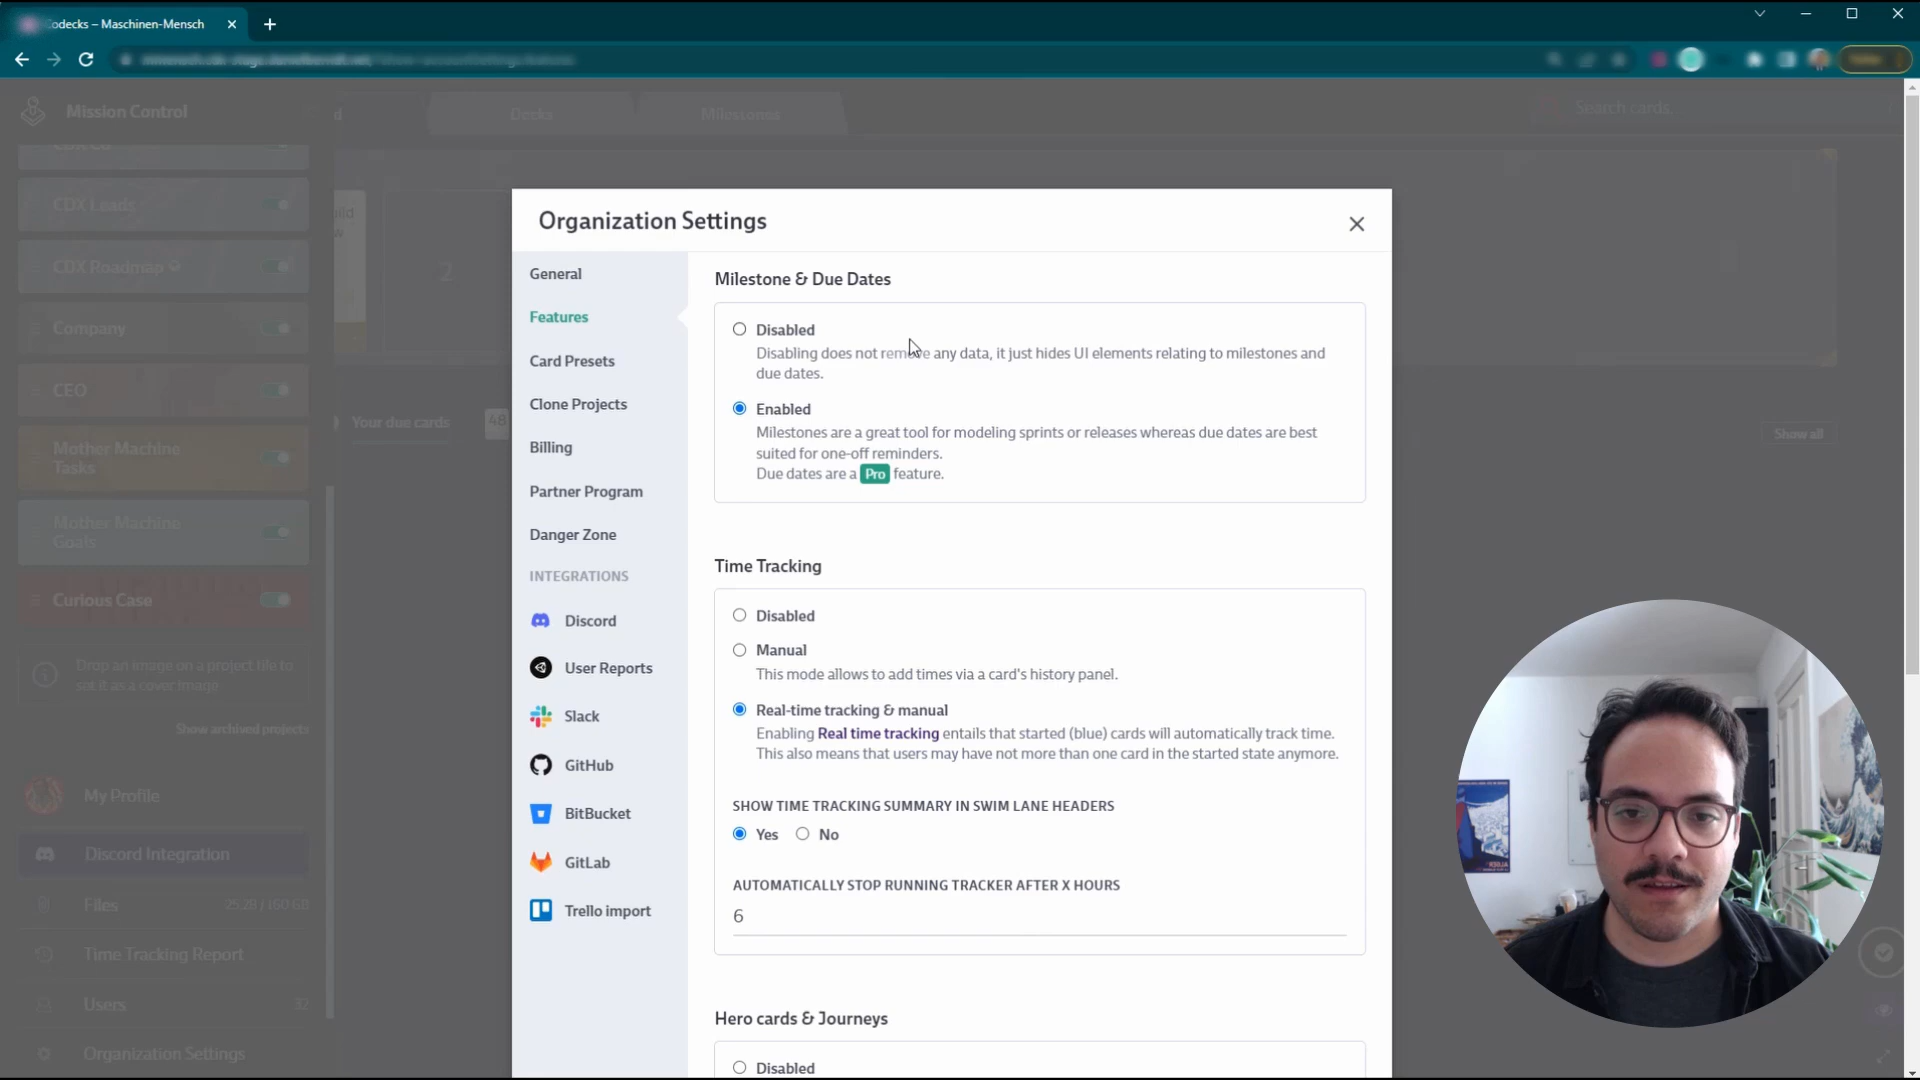 Codecks – Maschinen-Mensch
Mission Control
Decks
Milestones
Search cards
CDX Leads
CDX Roadmap
Company
CEO
Mother Machine
Tasks
Mother Machine
Goals
Curious Case
Drop an image on a project tile to
set it as a cover image
Show archived projects
My Profile
Discord Integration
Files
Time Tracking Report
Users
32
Organization Settings
2
Your due cards
Show all
Organization Settings
General
Features
Card Presets
Clone Projects
Billing
Partner Program
Danger Zone
INTEGRATIONS
Discord
User Reports
Slack
GitHub
BitBucket
GitLab
Trello import
Milestone & Due Dates
Disabled
Disabling does not remove any data, it just hides UI elements relating to milestones and
due dates.
Enabled
Milestones are a great tool for modeling sprints or releases whereas due dates are best
suited for one-off reminders.
Due dates are a Pro feature.
Time Tracking
Disabled
Manual
This mode allows to add times via a card's history panel.
Real-time tracking & manual
Enabling Real time tracking entails that started (blue) cards will automatically track time.
This also means that users may have not more than one card in the started state anymore.
SHOW TIME TRACKING SUMMARY IN SWIM LANE HEADERS
Yes No
AUTOMATICALLY STOP RUNNING TRACKER AFTER X HOURS
6
Hero cards & Journeys
Disabled